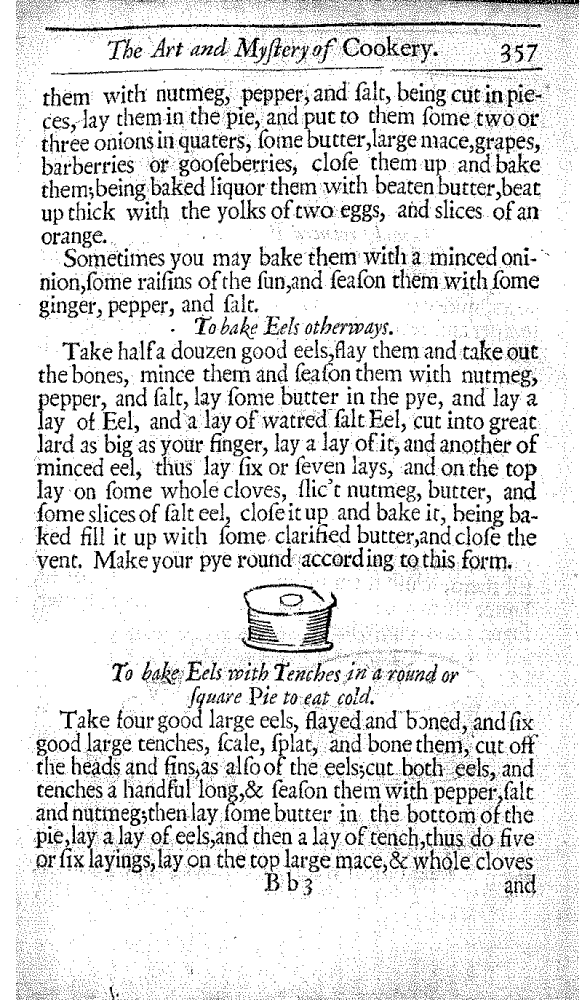 The Art and Myſtery of Cookery. 357
them with nutmeg, pepper, and ſalt, being cut in pie-
ces, lay them in the pie, and put to them ſome two or
three onions in quaters, ſome butter, large mace, grapes,
barberries or gooſeberries, cloſe them up and bake
them; being baked liquor them with beaten butter, beat
up thick with the yolks of two eggs, and slices of an
orange.
Sometimes you may bake them with a minced oni-
nion, ſome raiſins of the ſun, and ſeaſon them with ſome
ginger, pepper, and ſalt.
To bake Eels otherways.
Take half a douzen good eels, flay them and take out
the bones, mince them and ſeaſon them with nutmeg,
pepper, and ſalt, lay ſome butter in the pye, and lay a
lay of Eel, and a lay of watred ſalt Eel, cut into great
lard as big as your finger, lay a lay of it, and another of
minced eel, thus lay ſix or ſeven lays, and on the top
lay on ſome whole cloves, ſlic't nutmeg, butter, and
ſome slices of ſalt eel, cloſe it up and bake it, being ba-
ked fill it up with ſome clarified butter, and cloſe the
vent. Make your pye round according to this form.
To bake Eels with Tenches in a round or
ſquare Pie to eat cold.
Take four good large eels, flayed and boned, and ſix
good large tenches, ſcale, ſplat, and bone them, cut off
the heads and fins, as alſo of the eels; cut both eels, and
tenches a handful long, & ſeaſon them with pepper, ſalt
and nutmeg; then lay ſome butter in the bottom of the
pie, lay a lay of eels, and then a lay of tench, thus do five
or ſix layings, lay on the top large mace, & whole cloves
B b 3 and